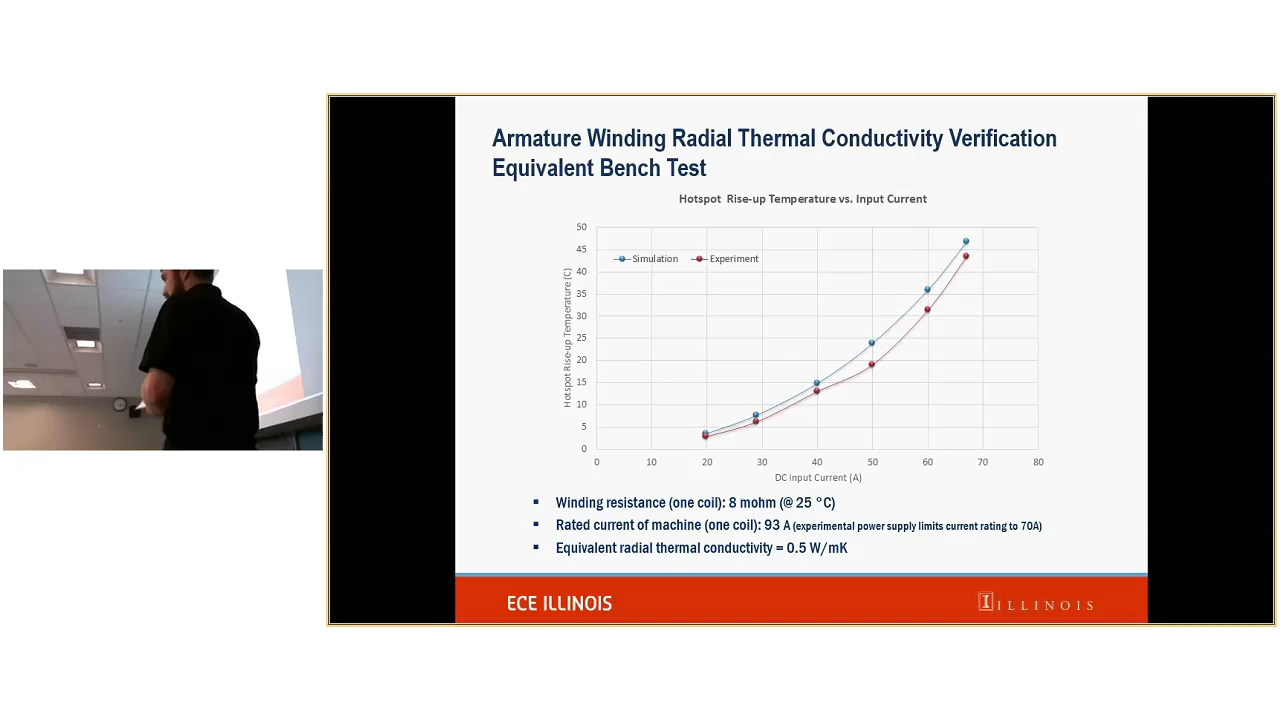 Armature Winding Radial Thermal Conductivity Verification
Equivalent Bench Test
Hotspot Rise-up Temperature vs. Input Current
Hotspot Rise-up Temperature (C)
50
45
40
35
30
25
20
15
10
5
0
Simulation
Experiment
0 10 20 30 40 50 60 70 80
DC Input Current (A)
▪ Winding resistance (one coil): 8 mohm (@ 25 °C)
▪ Rated current of machine (one coil): 93 A (experimental power supply limits current rating to 70A)
▪ Equivalent radial thermal conductivity = 0.5 W/mK
ECE ILLINOIS
I ILLINOIS